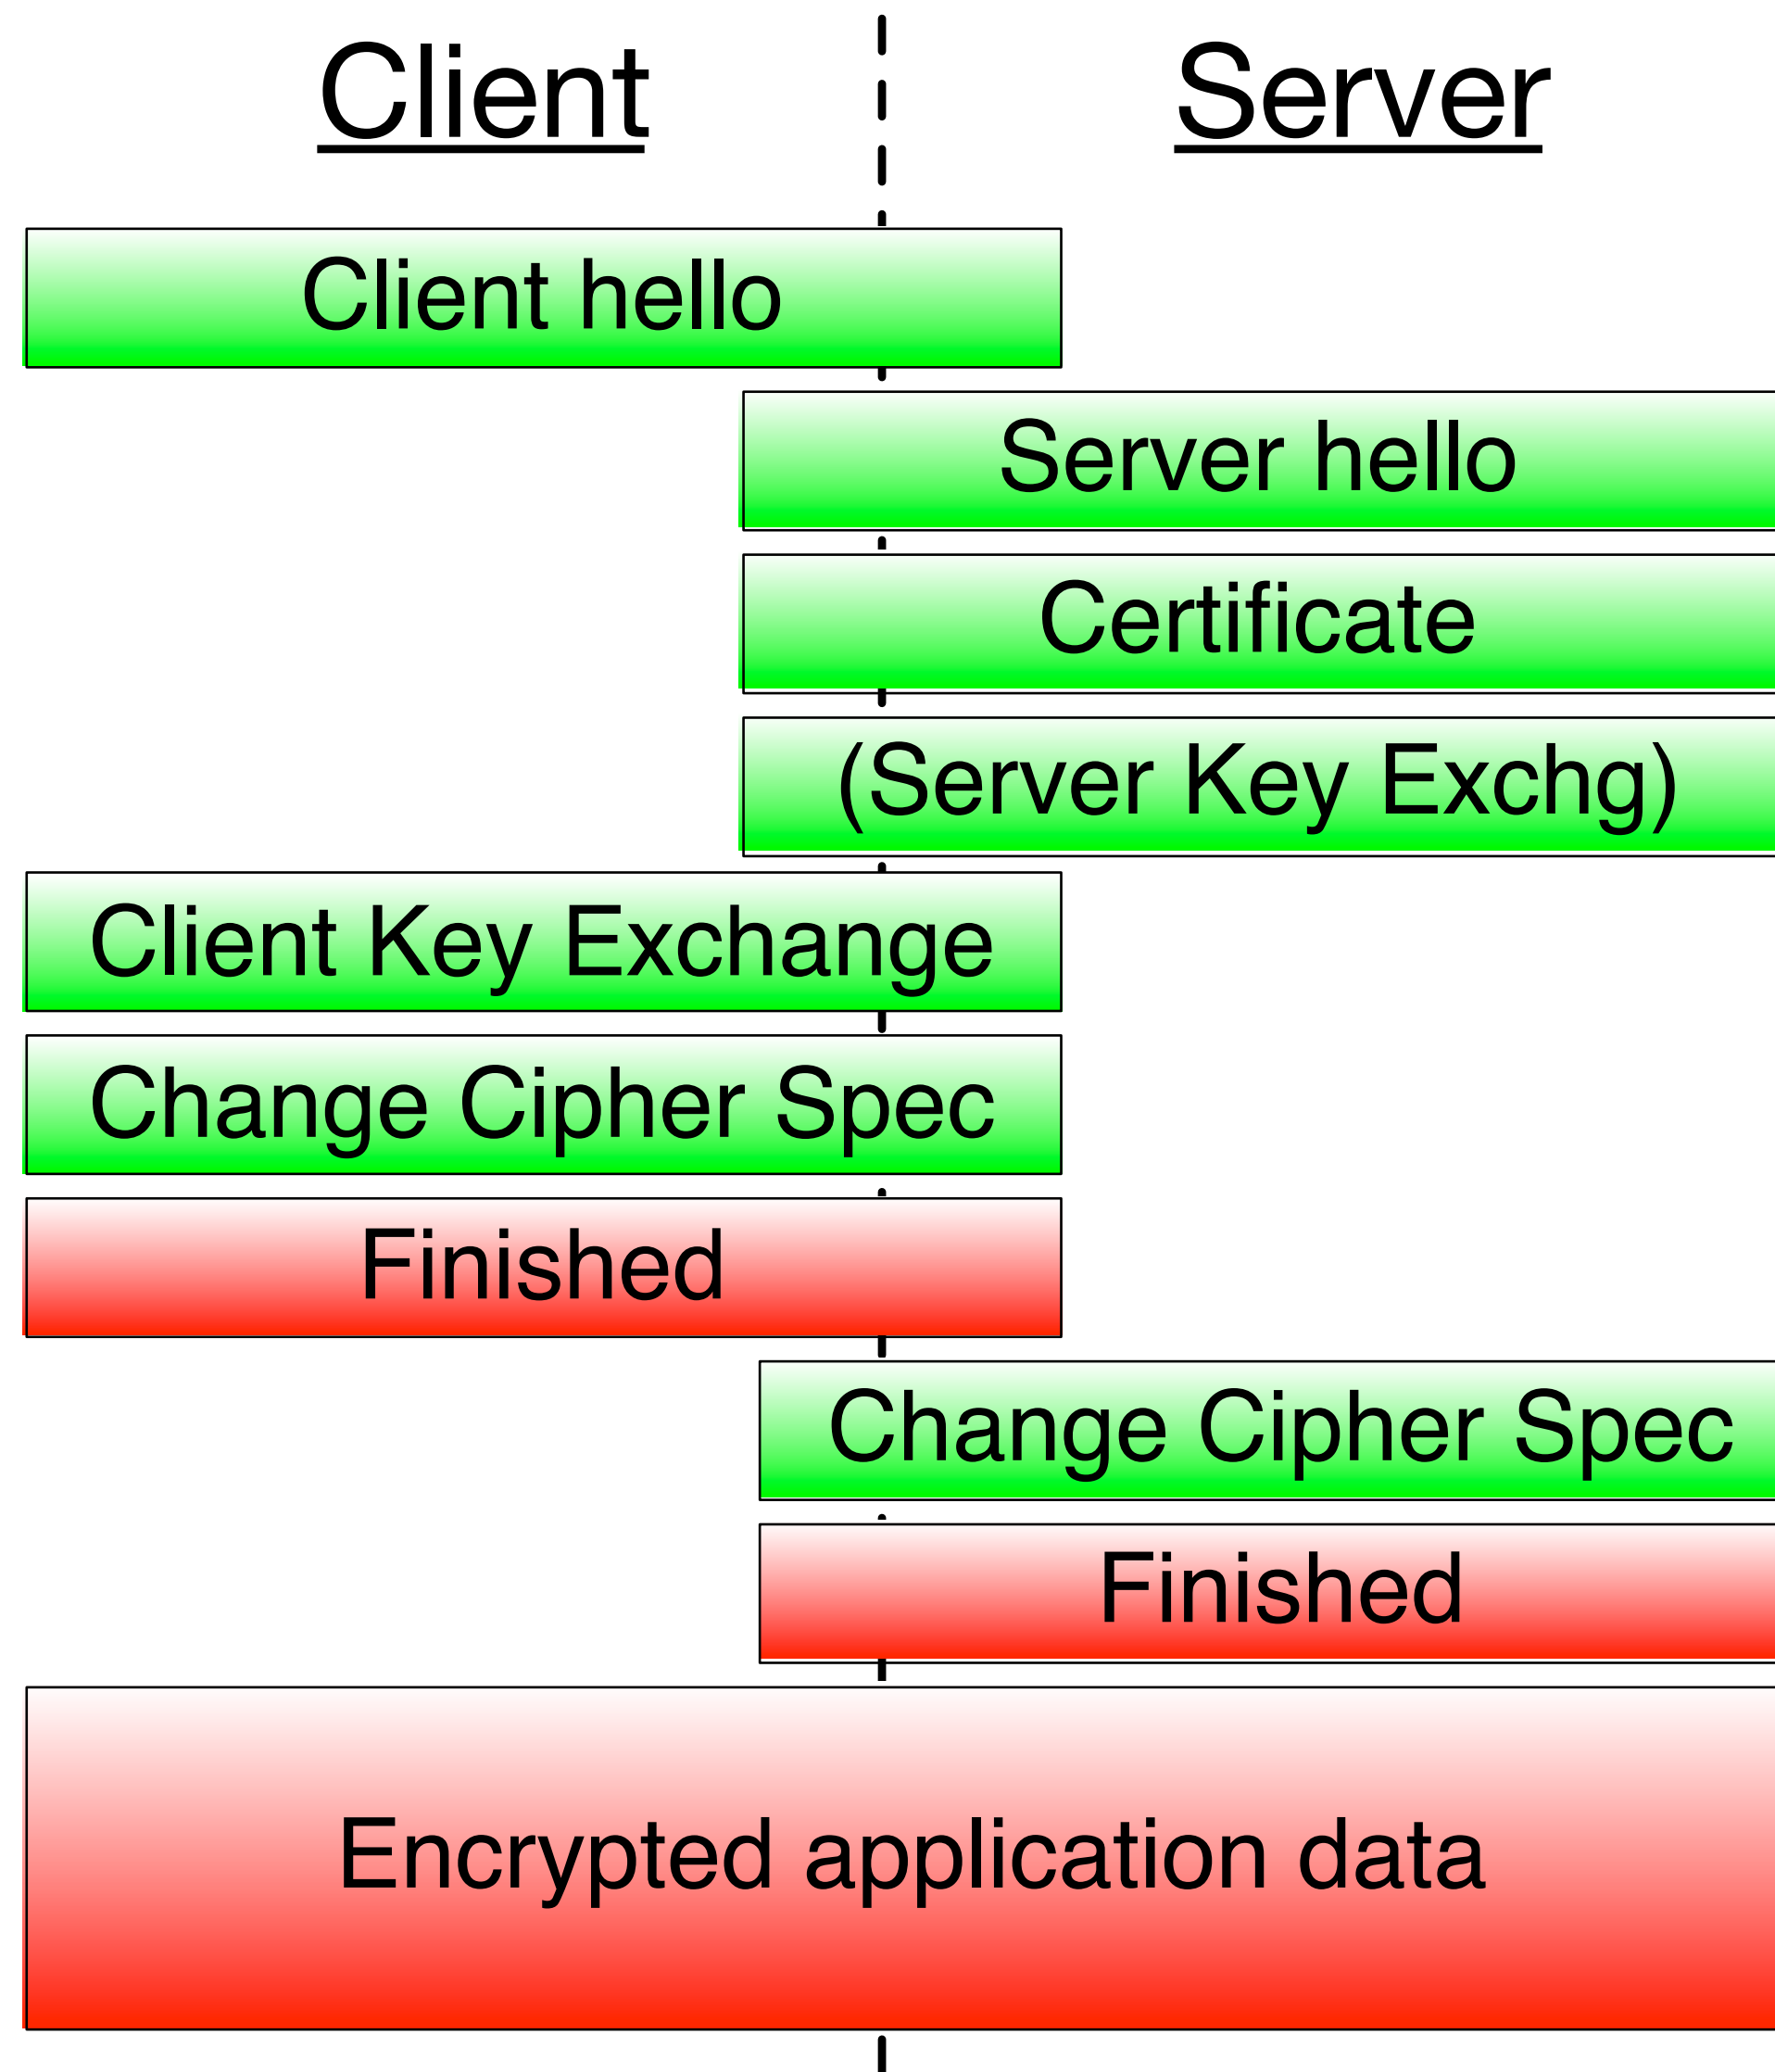 Client
Server
Client hello
Server hello
Certificate
(Server Key Exchg)
Client Key Exchange
Change Cipher Spec
Finished
Change Cipher Spec
Finished
Encrypted application data